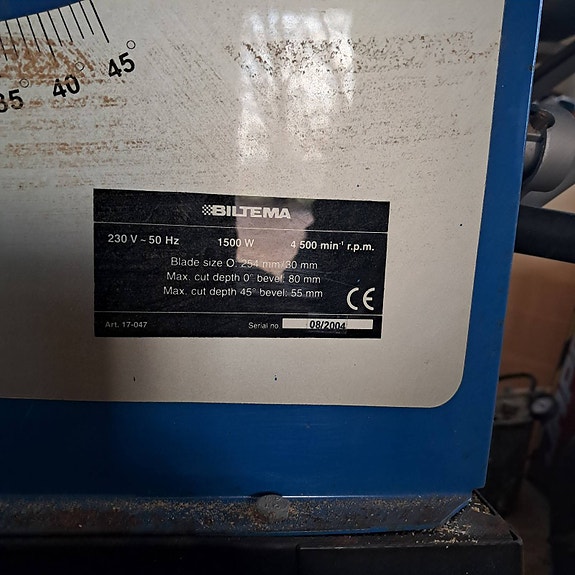 35 40° 45°
BILTEMA
230 V ~ 50 Hz 1500 W 4 500 min⁻¹ r.p.m.
Blade size O: 254 mm/30 mm
Max. cut depth 0° bevel: 80 mm
Max. cut depth 45° bevel: 55 mm
CE
Art. 17-047 Serial no. 08/2004